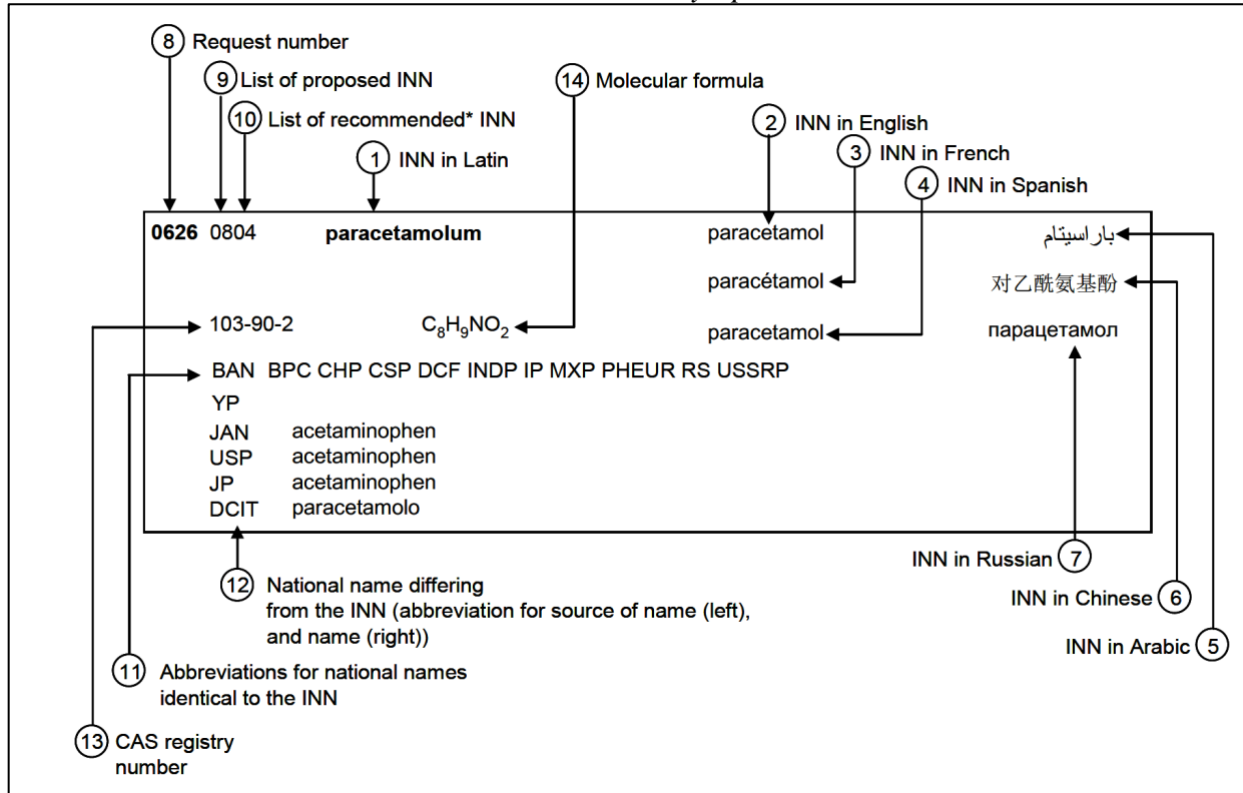 ⑧ Request number
⑨ List of proposed INN
⑭ Molecular formula
⑩ List of recommended* INN
② INN in English
① INN in Latin
③ INN in French
④ INN in Spanish
0626 0804 paracetamolum paracetamol باراسيتام
paracétamol 对乙酰氨基酚
103-90-2 C₈H₉NO₂ paracetamol парацетамол
BAN BPC CHP CSP DCF INDP IP MXP PHEUR RS USSRP
YP
JAN acetaminophen
USP acetaminophen
JP acetaminophen
DCIT paracetamolo
INN in Russian ⑦
⑫ National name differing
from the INN (abbreviation for source of name (left),
and name (right))
INN in Chinese ⑥
INN in Arabic ⑤
⑪ Abbreviations for national names
identical to the INN
⑬ CAS registry
number